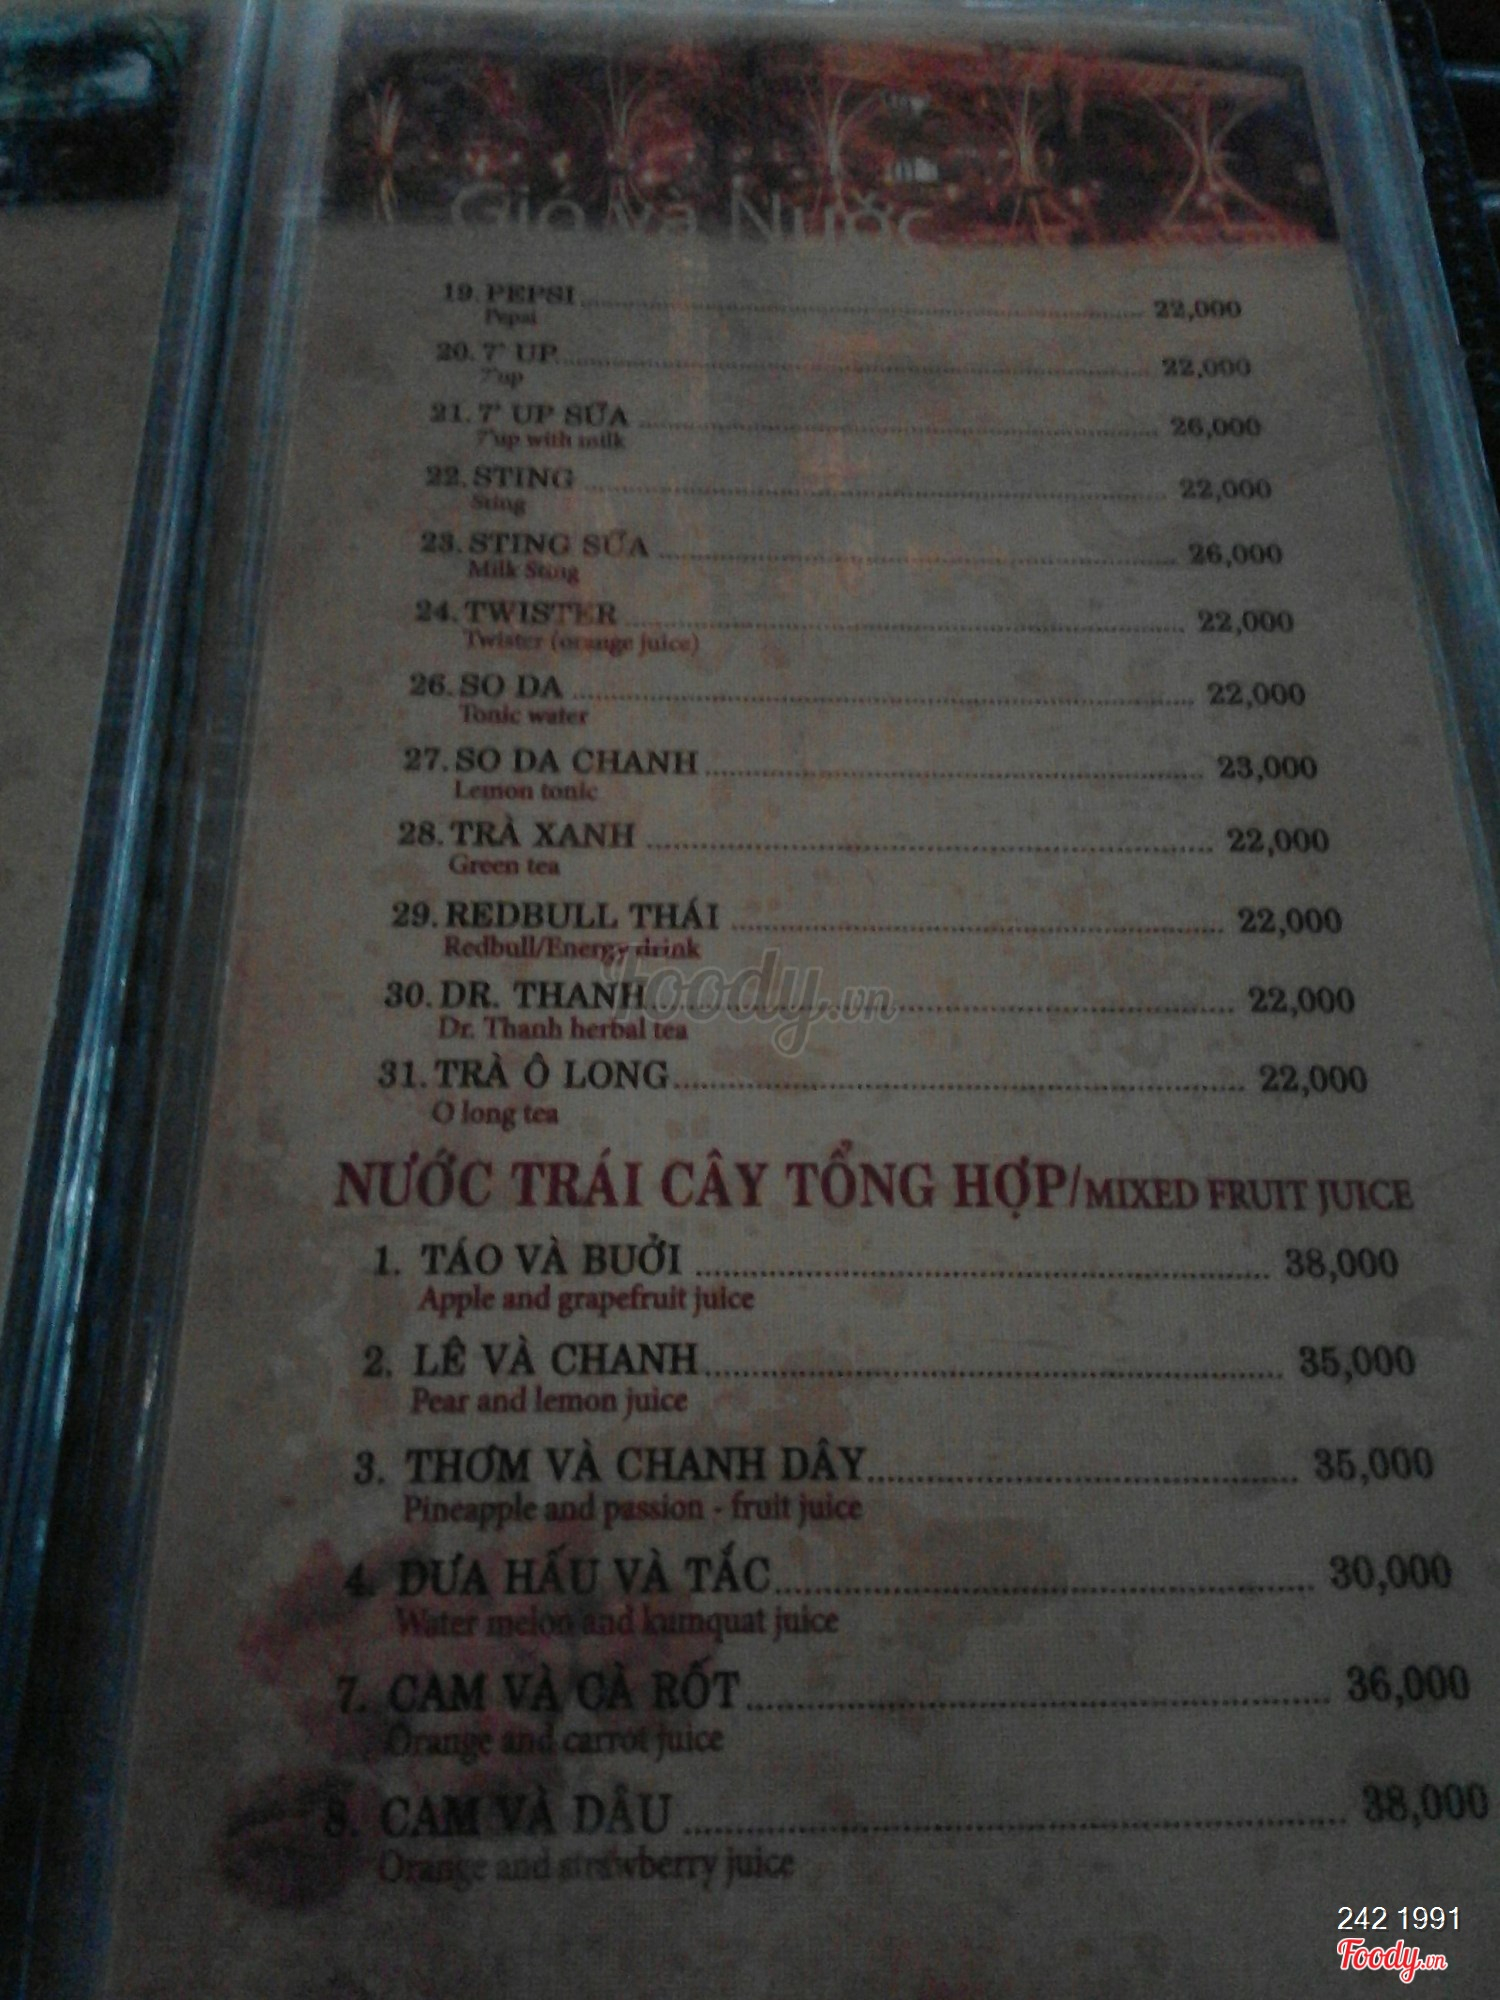 Gió và Nước
19. PEPSI 22,000
Pepsi
20. 7' UP 22,000
7'up
21. 7' UP SỮA 26,000
7'up with milk
22. STING 22,000
Sting
23. STING SỮA 26,000
Milk Sting
24. TWISTER 22,000
Twister (orange juice)
26. SO DA 22,000
Tonic water
27. SO DA CHANH 23,000
Lemon tonic
28. TRÀ XANH 22,000
Green tea
29. REDBULL THÁI 22,000
Redbull/Energy drink
30. DR. THANH 22,000
Dr. Thanh herbal tea
31. TRÀ Ô LONG 22,000
O long tea
NƯỚC TRÁI CÂY TỔNG HỢP/MIXED FRUIT JUICE
1. TÁO VÀ BUỞI 38,000
Apple and grapefruit juice
2. LÊ VÀ CHANH 35,000
Pear and lemon juice
3. THƠM VÀ CHANH DÂY 35,000
Pineapple and passion - fruit juice
4. DƯA HẤU VÀ TẮC 30,000
Water melon and kumquat juice
7. CAM VÀ CÀ RỐT 36,000
Orange and carrot juice
8. CAM VÀ DÂU 38,000
Orange and strawberry juice
Foody.vn
242 1991
Foody.vn